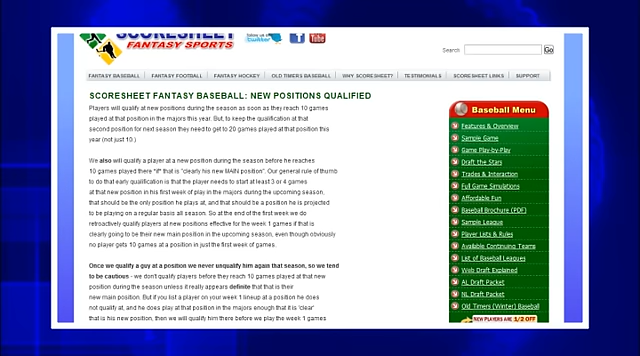 SCORESHEET
FANTASY SPORTS
follow us on
twitter
f
You Tube
Search:
Go
FANTASY BASEBALL
FANTASY FOOTBALL
FANTASY HOCKEY
OLD TIMERS BASEBALL
WHY SCORESHEET?
TESTIMONIALS
SCORESHEET LINKS
SUPPORT
SCORESHEET FANTASY BASEBALL: NEW POSITIONS QUALIFIED
Players will qualify at new positions during the season as soon as they reach 10 games
played at that position in the majors this year. But, to keep the qualification at that
second position for next season they need to get to 20 games played at that position this
year (not just 10.)
We also will qualify a player at a new position during the season before he reaches
10 games played there *if* that is "clearly his new MAIN position". Our general rule of thumb
to do that early qualification is that the player needs to start at least 3 or 4 games
at that new position in his first week of play in the majors during the upcoming season,
that should be the only position he plays at, and that should be a position he is projected
to be playing on a regular basis all season. So at the end of the first week we do
retroactively qualify players at new positions effective for the week 1 games if that is
clearly going to be their new main position in the upcoming season, even though obviously
no player gets 10 games at a position in just the first week of games.
Once we qualify a guy at a position we never unqualify him again that season, so we tend
to be cautious - we don't qualify players before they reach 10 games played at that new
position during the season unless it really appears definite that that is their
new main position. But if you list a player on your week 1 lineup at a position he does
not qualify at, and he does play at that position in the majors enough that it is 'clear'
that is his new position, then we will qualify him there before we play the week 1 games
Baseball Menu
Features & Overview
Sample Game
Game Play-by-Play
Draft the Stars
Trades & Interaction
Full Game Simulations
Affordable Fun
Baseball Brochure (PDF)
Sample League
Player Lists & Rules
Available Continuing Teams
List of Baseball Leagues
Web Draft Explained
AL Draft Packet
NL Draft Packet
Old Timers (Winter) Baseball
NEW PLAYERS ARE 1/2 OFF